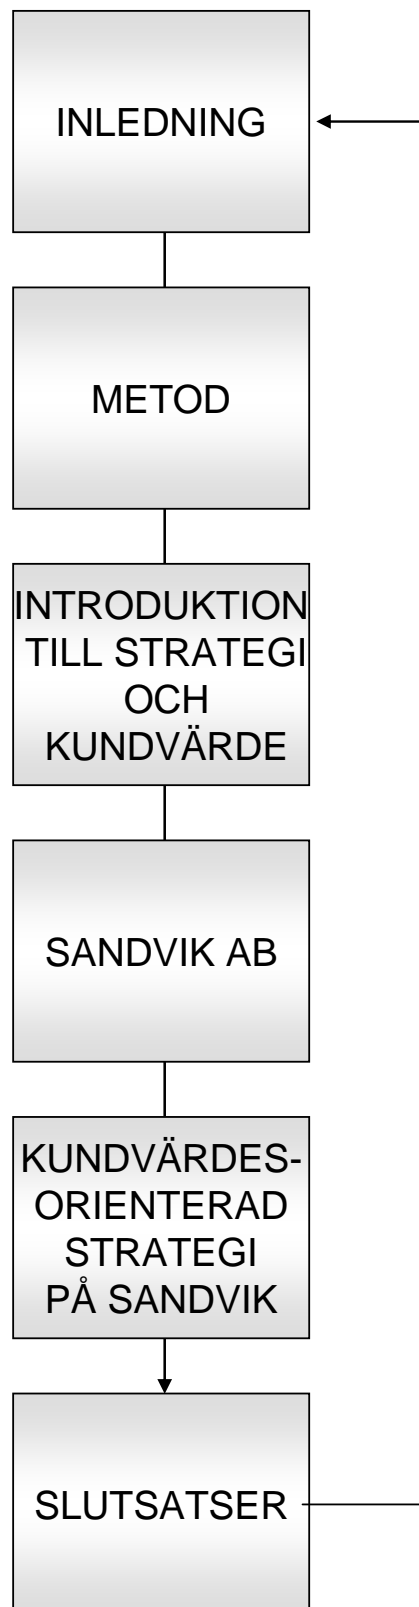 INLEDNING
METOD
INTRODUKTION
TILL STRATEGI
OCH
KUNDVÄRDE
SANDVIK AB
KUNDVÄRDES-
ORIENTERAD
STRATEGI
PÅ SANDVIK
SLUTSATSER